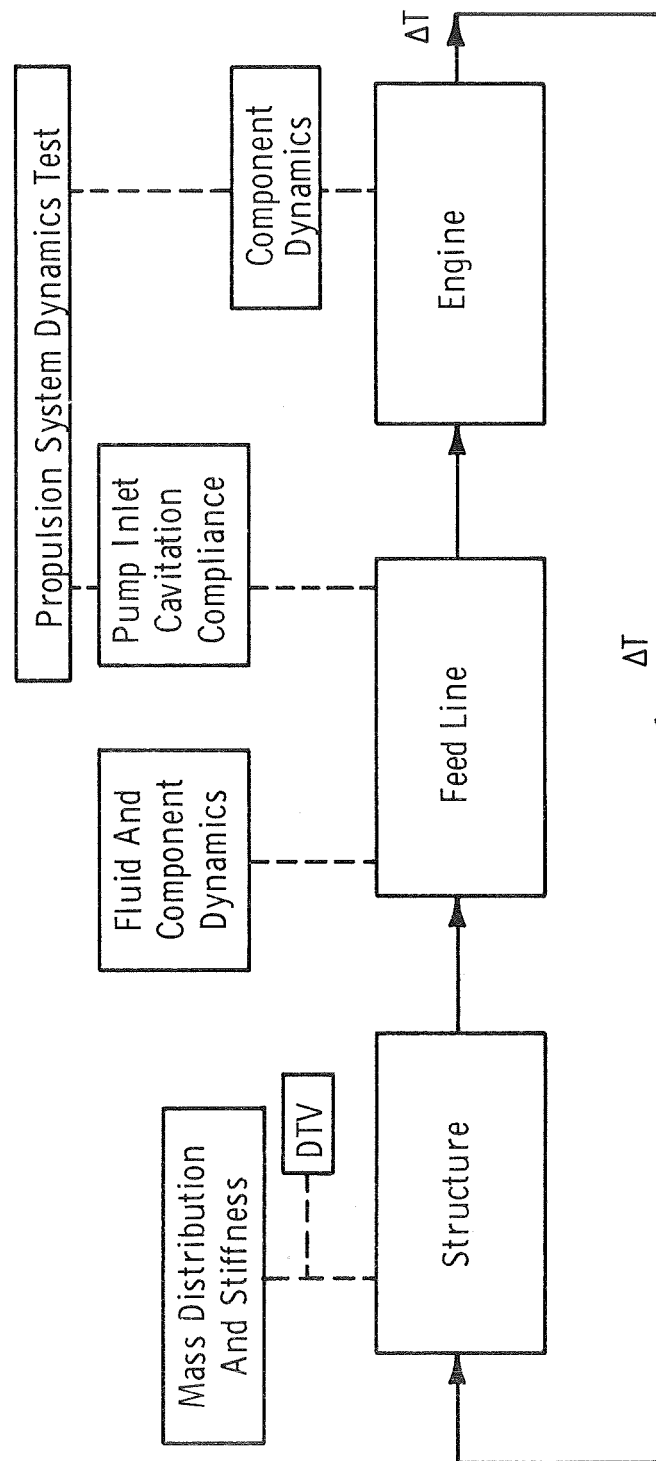 Propulsion System Dynamics Test
Mass Distribution
And Stiffness
DTV
Fluid And
Component
Dynamics
Pump Inlet
Cavitation
Compliance
Component
Dynamics
Structure
Feed Line
Engine
ΔT
ΔT